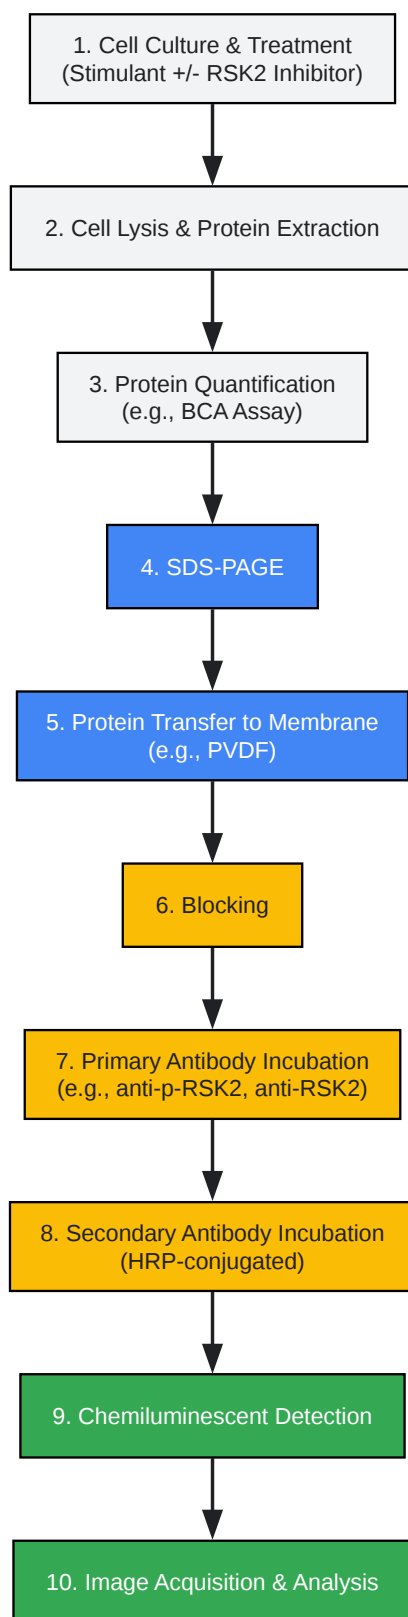 1. Cell Culture & Treatment
(Stimulant +/- RSK2 Inhibitor)
2. Cell Lysis & Protein Extraction
3. Protein Quantification
(e.g., BCA Assay)
4. SDS-PAGE
5. Protein Transfer to Membrane
(e.g., PVDF)
6. Blocking
7. Primary Antibody Incubation
(e.g., anti-p-RSK2, anti-RSK2)
8. Secondary Antibody Incubation
(HRP-conjugated)
9. Chemiluminescent Detection
10. Image Acquisition & Analysis